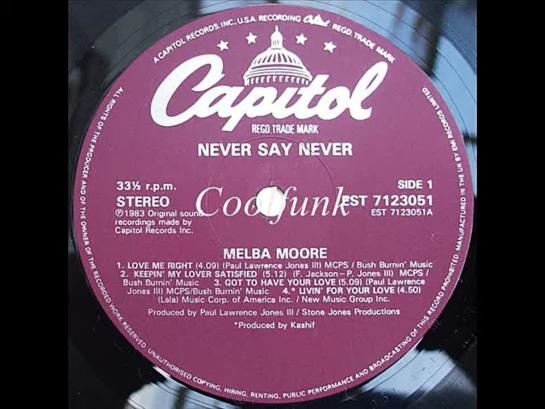 A CAPITOL RECORDS, INC., U.S.A. RECORDING Capitol REGD. TRADE MARK
Capitol
REGD. TRADE MARK
NEVER SAY NEVER
33⅓ r.p.m. SIDE 1
STEREO Coolfunk EST 7123051
℗1983 Original sound EST 7123051A
recordings made by
Capitol Records Inc.
MELBA MOORE
1. LOVE ME RIGHT (4.09) (Paul Lawrence Jones III) MCPS / Bush Burnin' Music
2. KEEPIN' MY LOVER SATISFIED (5.12) (F. Jackson–P. Jones III) MCPS /
Bush Burnin' Music 3. GOT TO HAVE YOUR LOVE (5.09) (Paul Lawrence
Jones III) MCPS/Bush Burnin' Music 4.* LIVIN' FOR YOUR LOVE (4.50)
(Lala) Music Corp. of America Inc. / New Music Group Inc.
Produced by Paul Lawrence Jones III / Stone Jones Productions
*Produced by Kashif
ALL RIGHTS OF THE PRODUCER AND OF THE OWNER OF THE RECORDED WORK RESERVED. UNAUTHORISED COPYING, HIRING, RENTING, PUBLIC PERFORMANCE AND BROADCASTING OF THIS RECORD PROHIBITED. MANUFACTURED IN THE U.K. BY EMI RECORDS LIMITED